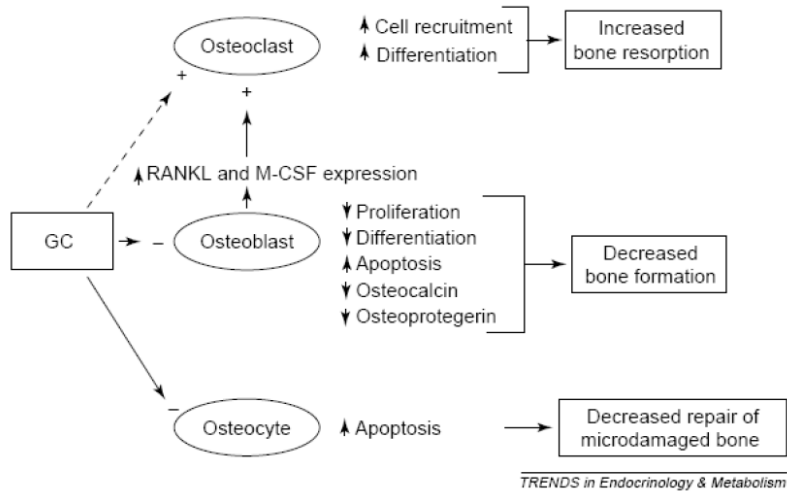 Osteoclast
Cell recruitment
Differentiation
Increased
bone resorption
+
+
RANKL and M-CSF expression
GC
–
Osteoblast
Proliferation
Differentiation
Apoptosis
Osteocalcin
Osteoprotegerin
Decreased
bone formation
–
Osteocyte
Apoptosis
Decreased repair of
microdamaged bone
TRENDS in Endocrinology & Metabolism